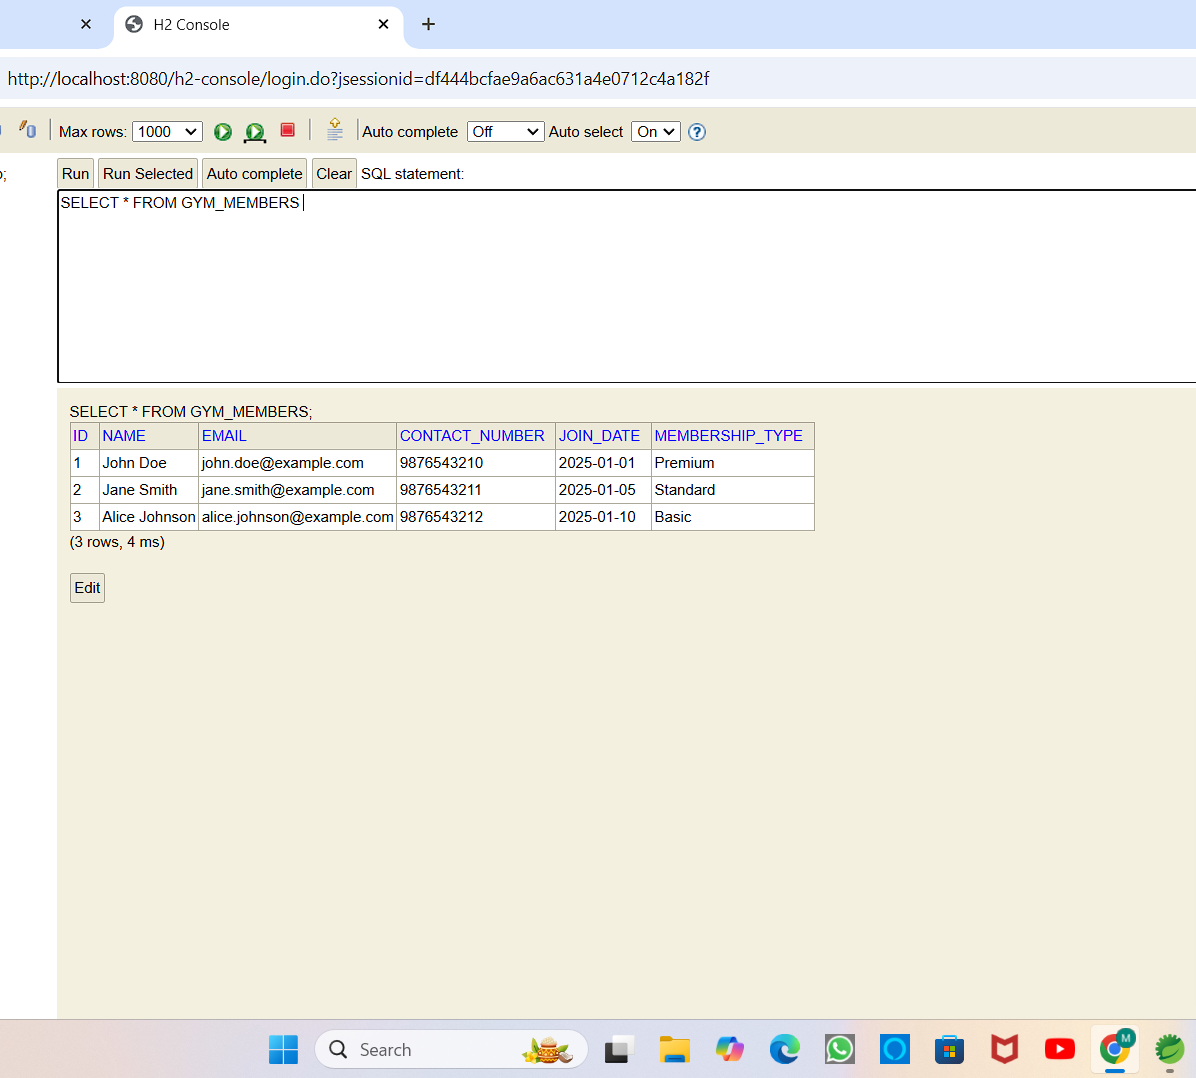 H2 Console
http://localhost:8080/h2-console/login.do?jsessionid=df444bcfae9a6ac631a4e0712c4a182f
Max rows: 1000 Auto complete Off Auto select On ?
Run Run Selected Auto complete Clear SQL statement:
SELECT * FROM GYM_MEMBERS
SELECT * FROM GYM_MEMBERS;
ID NAME EMAIL CONTACT_NUMBER JOIN_DATE MEMBERSHIP_TYPE
1 John Doe john.doe@example.com 9876543210 2025-01-01 Premium
2 Jane Smith jane.smith@example.com 9876543211 2025-01-05 Standard
3 Alice Johnson alice.johnson@example.com 9876543212 2025-01-10 Basic
(3 rows, 4 ms)
Edit
Search
M